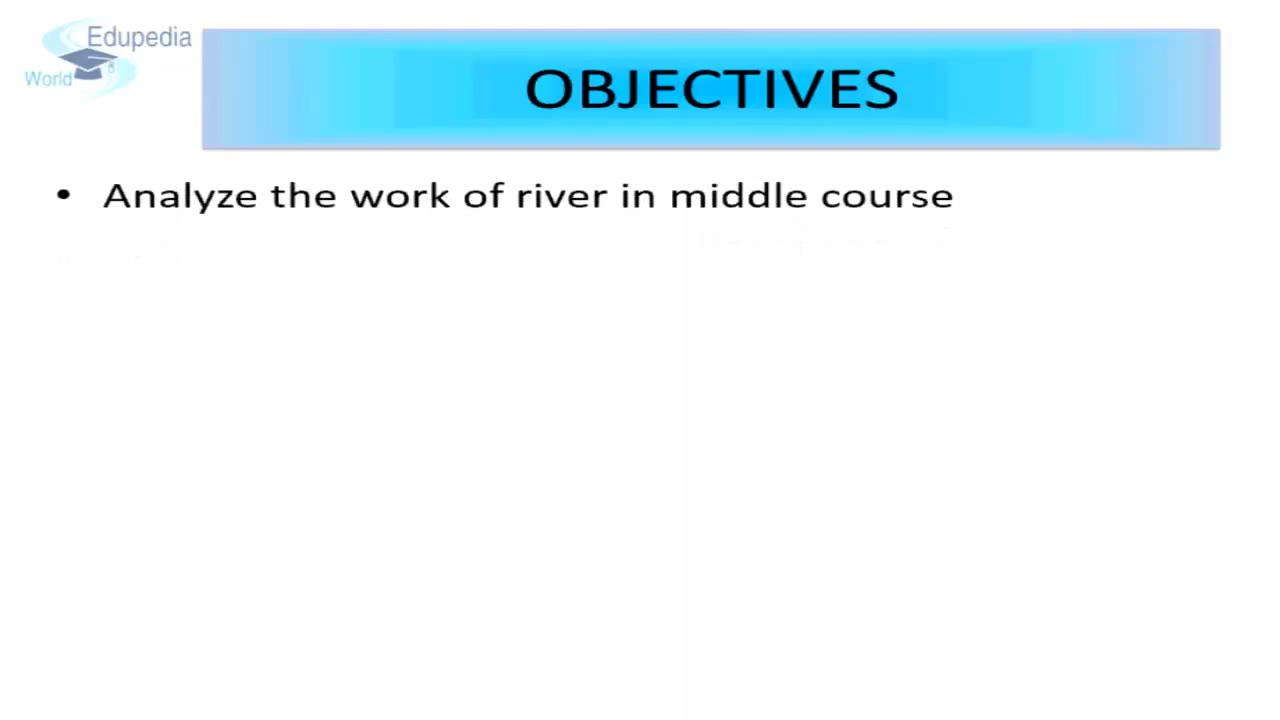 Edupedia
World
OBJECTIVES
• Analyze the work of river in middle course